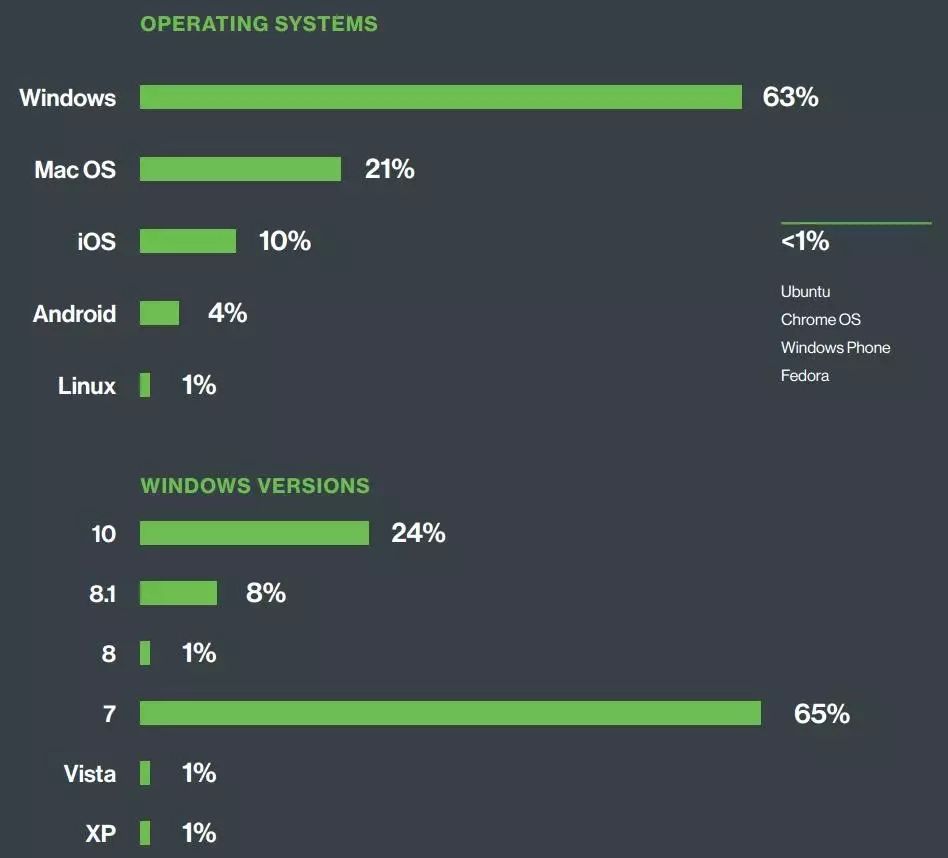 OPERATING SYSTEMS
Windows 63%
Mac OS 21%
iOS 10%
Android 4%
Linux 1%
<1%
Ubuntu
Chrome OS
Windows Phone
Fedora
WINDOWS VERSIONS
10 24%
8.1 8%
8 1%
7 65%
Vista 1%
XP 1%